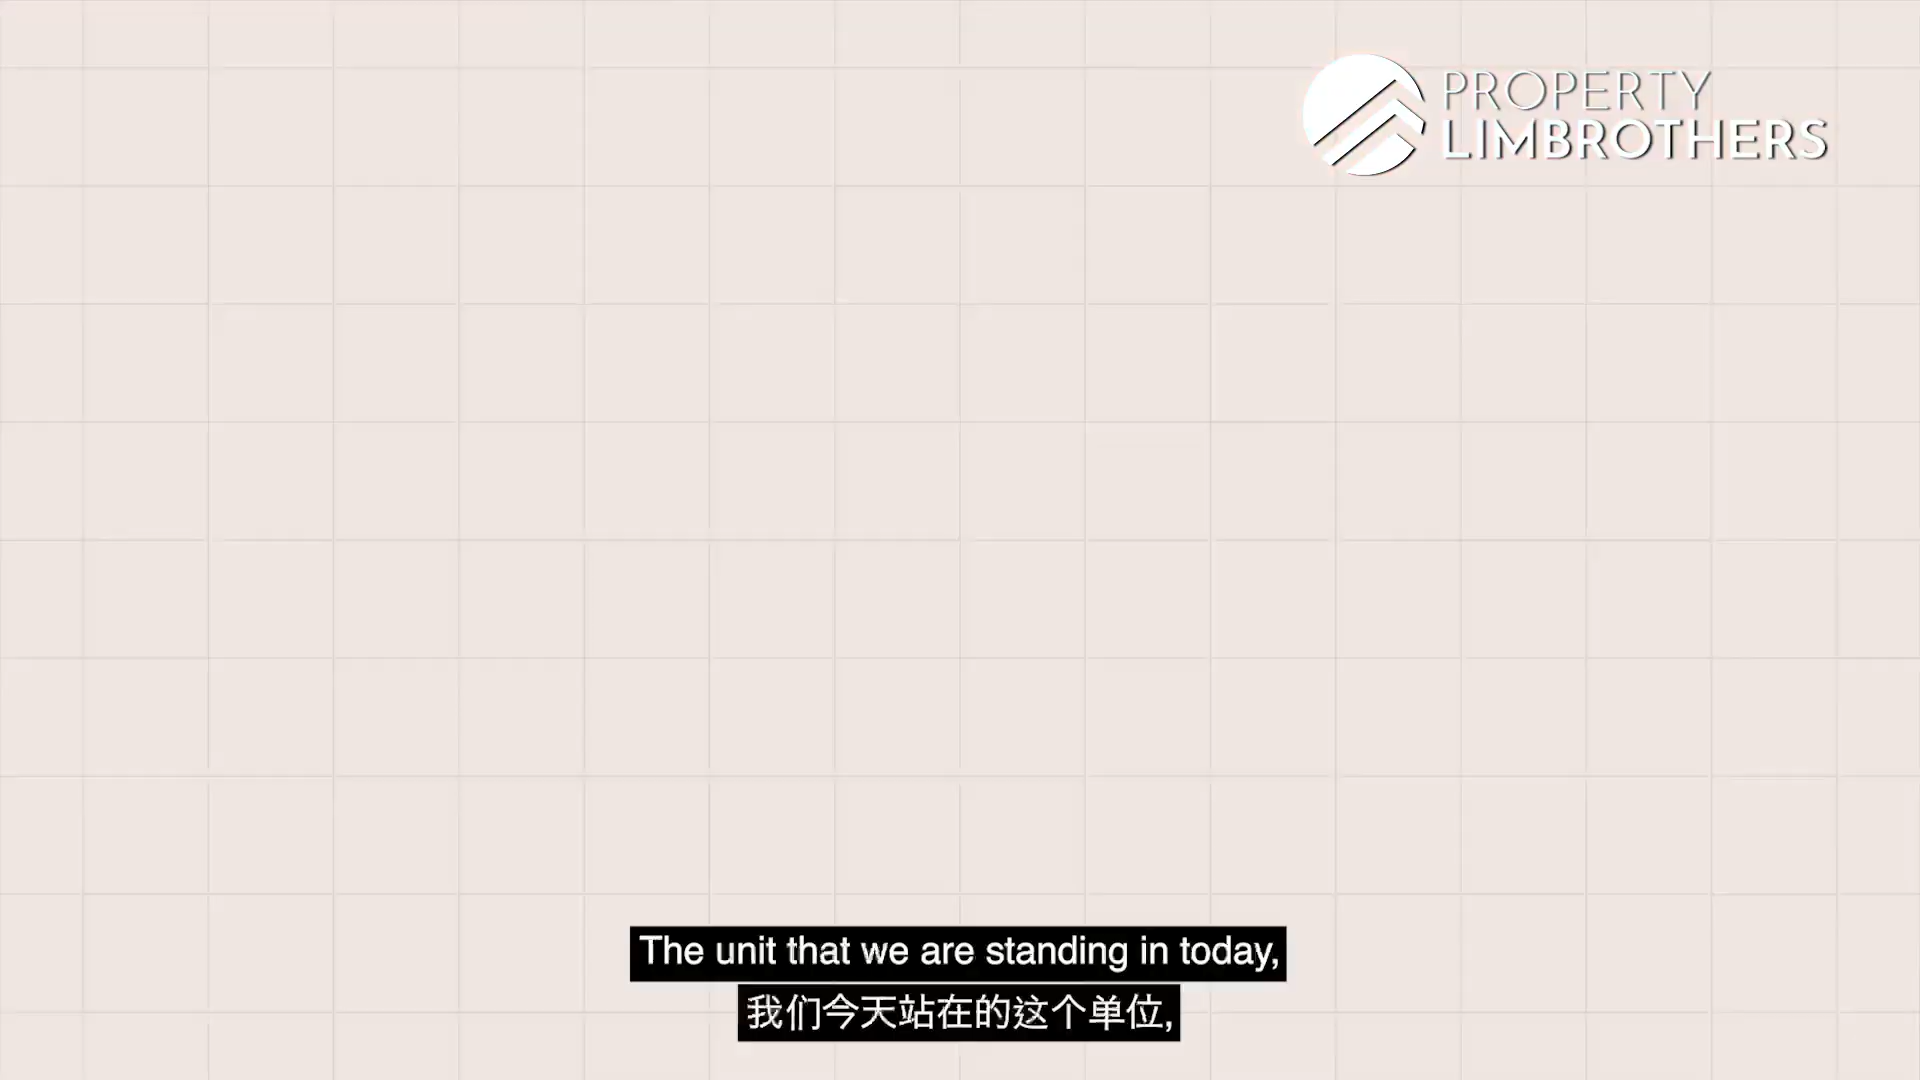 PROPERTY
LIMBROTHERS
The unit that we are standing in today,
我们今天站在的这个单位,